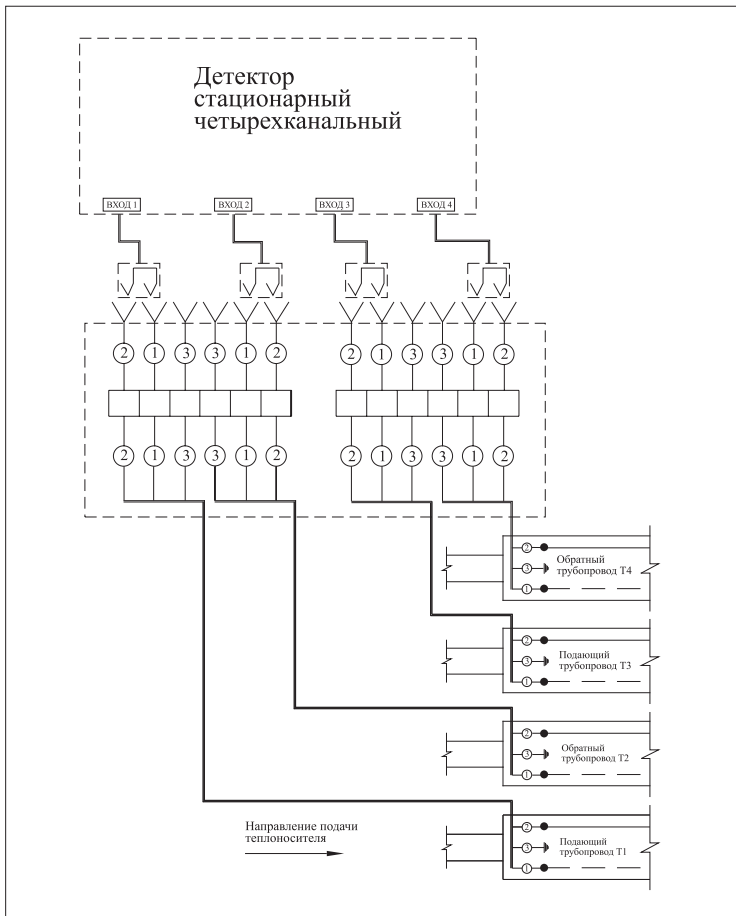 Детектор
стационарный
четырехканальный
ВХОД 1 ВХОД 2 ВХОД 3 ВХОД 4
2 1 3 3 1 2 2 1 3 3 1 2
2 1 3 3 1 2 2 1 3 3 1 2
2
3
1
Обратный
трубопровод Т4
2
3
1
Подающий
трубопровод Т3
2
3
1
Обратный
трубопровод Т2
Направление подачи
теплоносителя
2
3
1
Подающий
трубопровод Т1